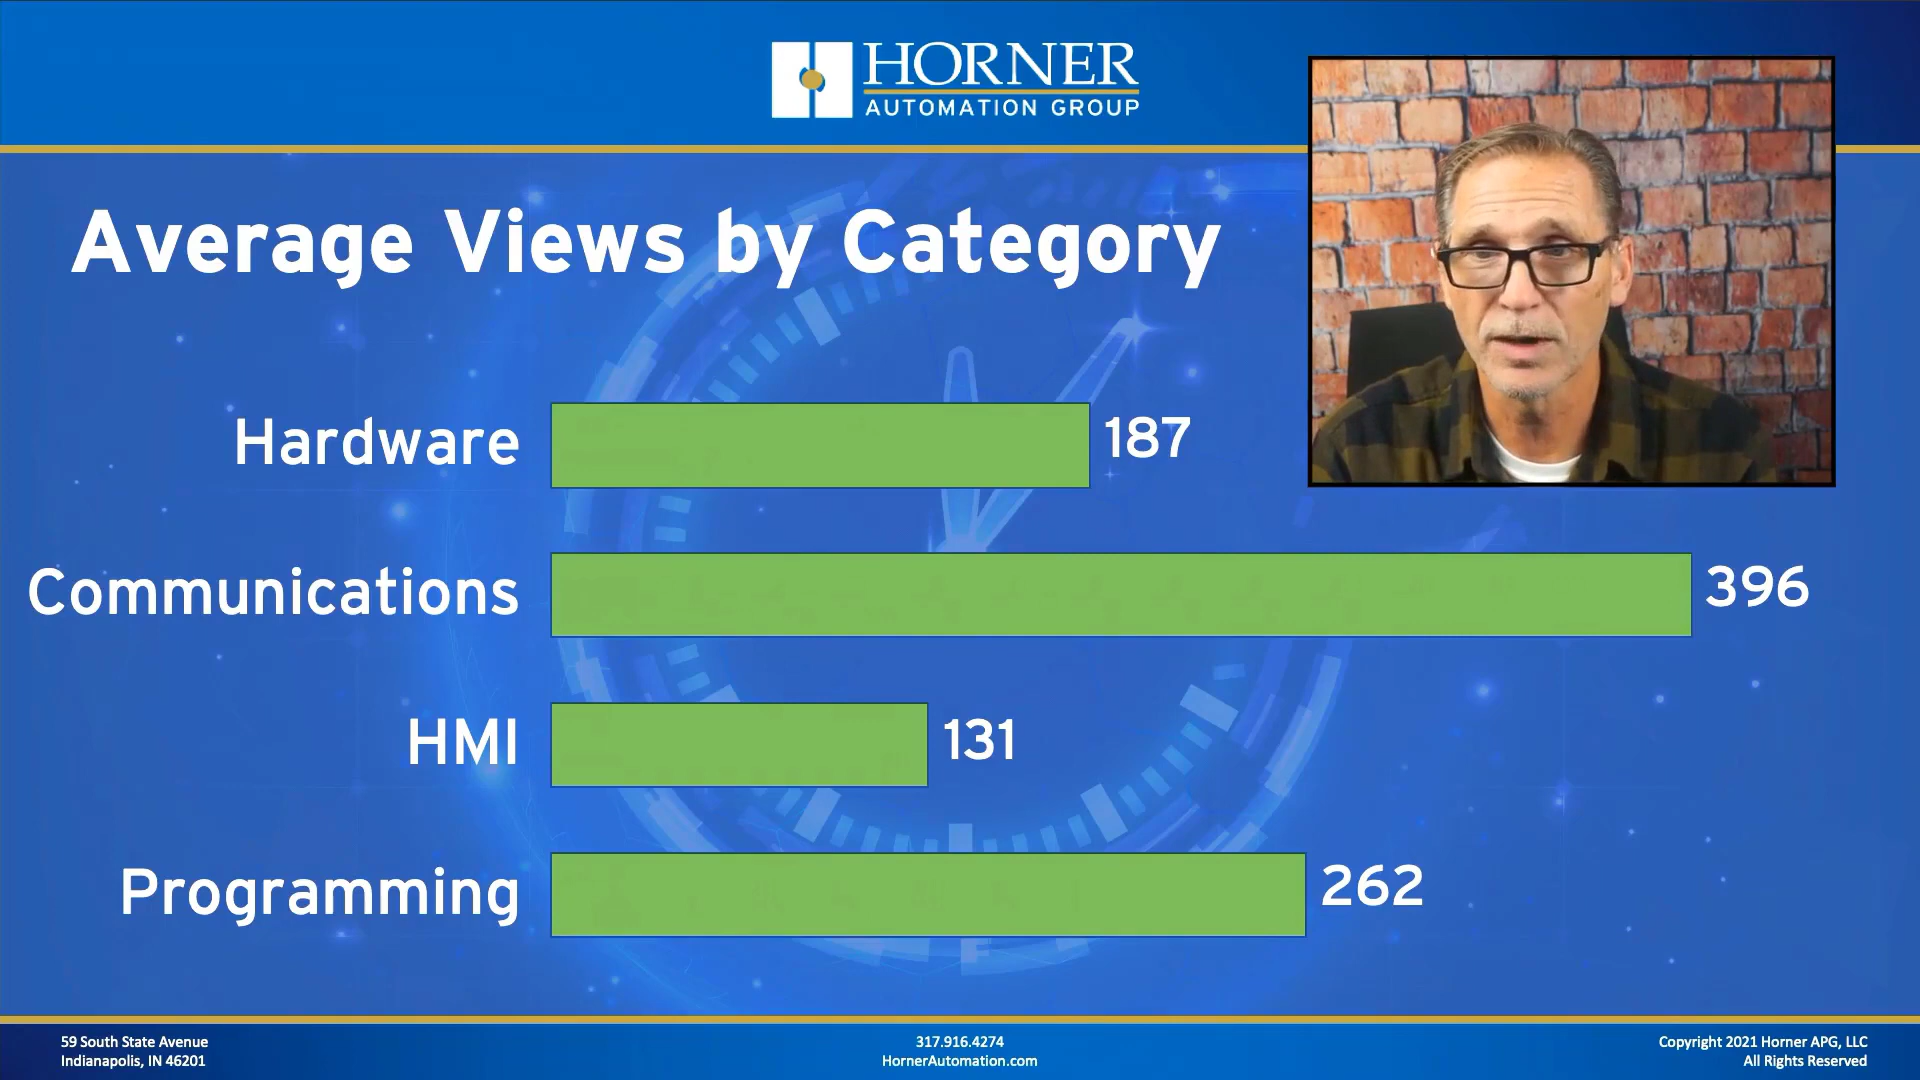 HORNER
AUTOMATION GROUP
Average Views by Category
Hardware 187
Communications 396
HMI 131
Programming 262
59 South State Avenue
Indianapolis, IN 46201
317.916.4274
HornerAutomation.com
Copyright 2021 Horner APG, LLC
All Rights Reserved